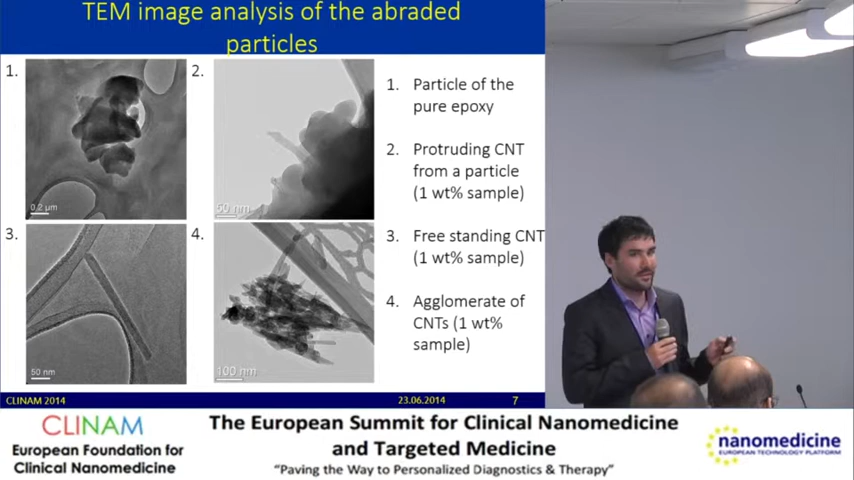 TEM image analysis of the abraded
particles
1.
0,2 µm
2.
50 nm
3.
50 nm
4.
100 nm
1. Particle of the
pure epoxy
2. Protruding CNT
from a particle
(1 wt% sample)
3. Free standing CNT
(1 wt% sample)
4. Agglomerate of
CNTs (1 wt%
sample)
CLINAM 2014
23.06.2014
7
CLINAM
European Foundation for
Clinical Nanomedicine
The European Summit for Clinical Nanomedicine
and Targeted Medicine
“Paving the Way to Personalized Diagnostics & Therapy”
nanomedicine
EUROPEAN TECHNOLOGY PLATFORM